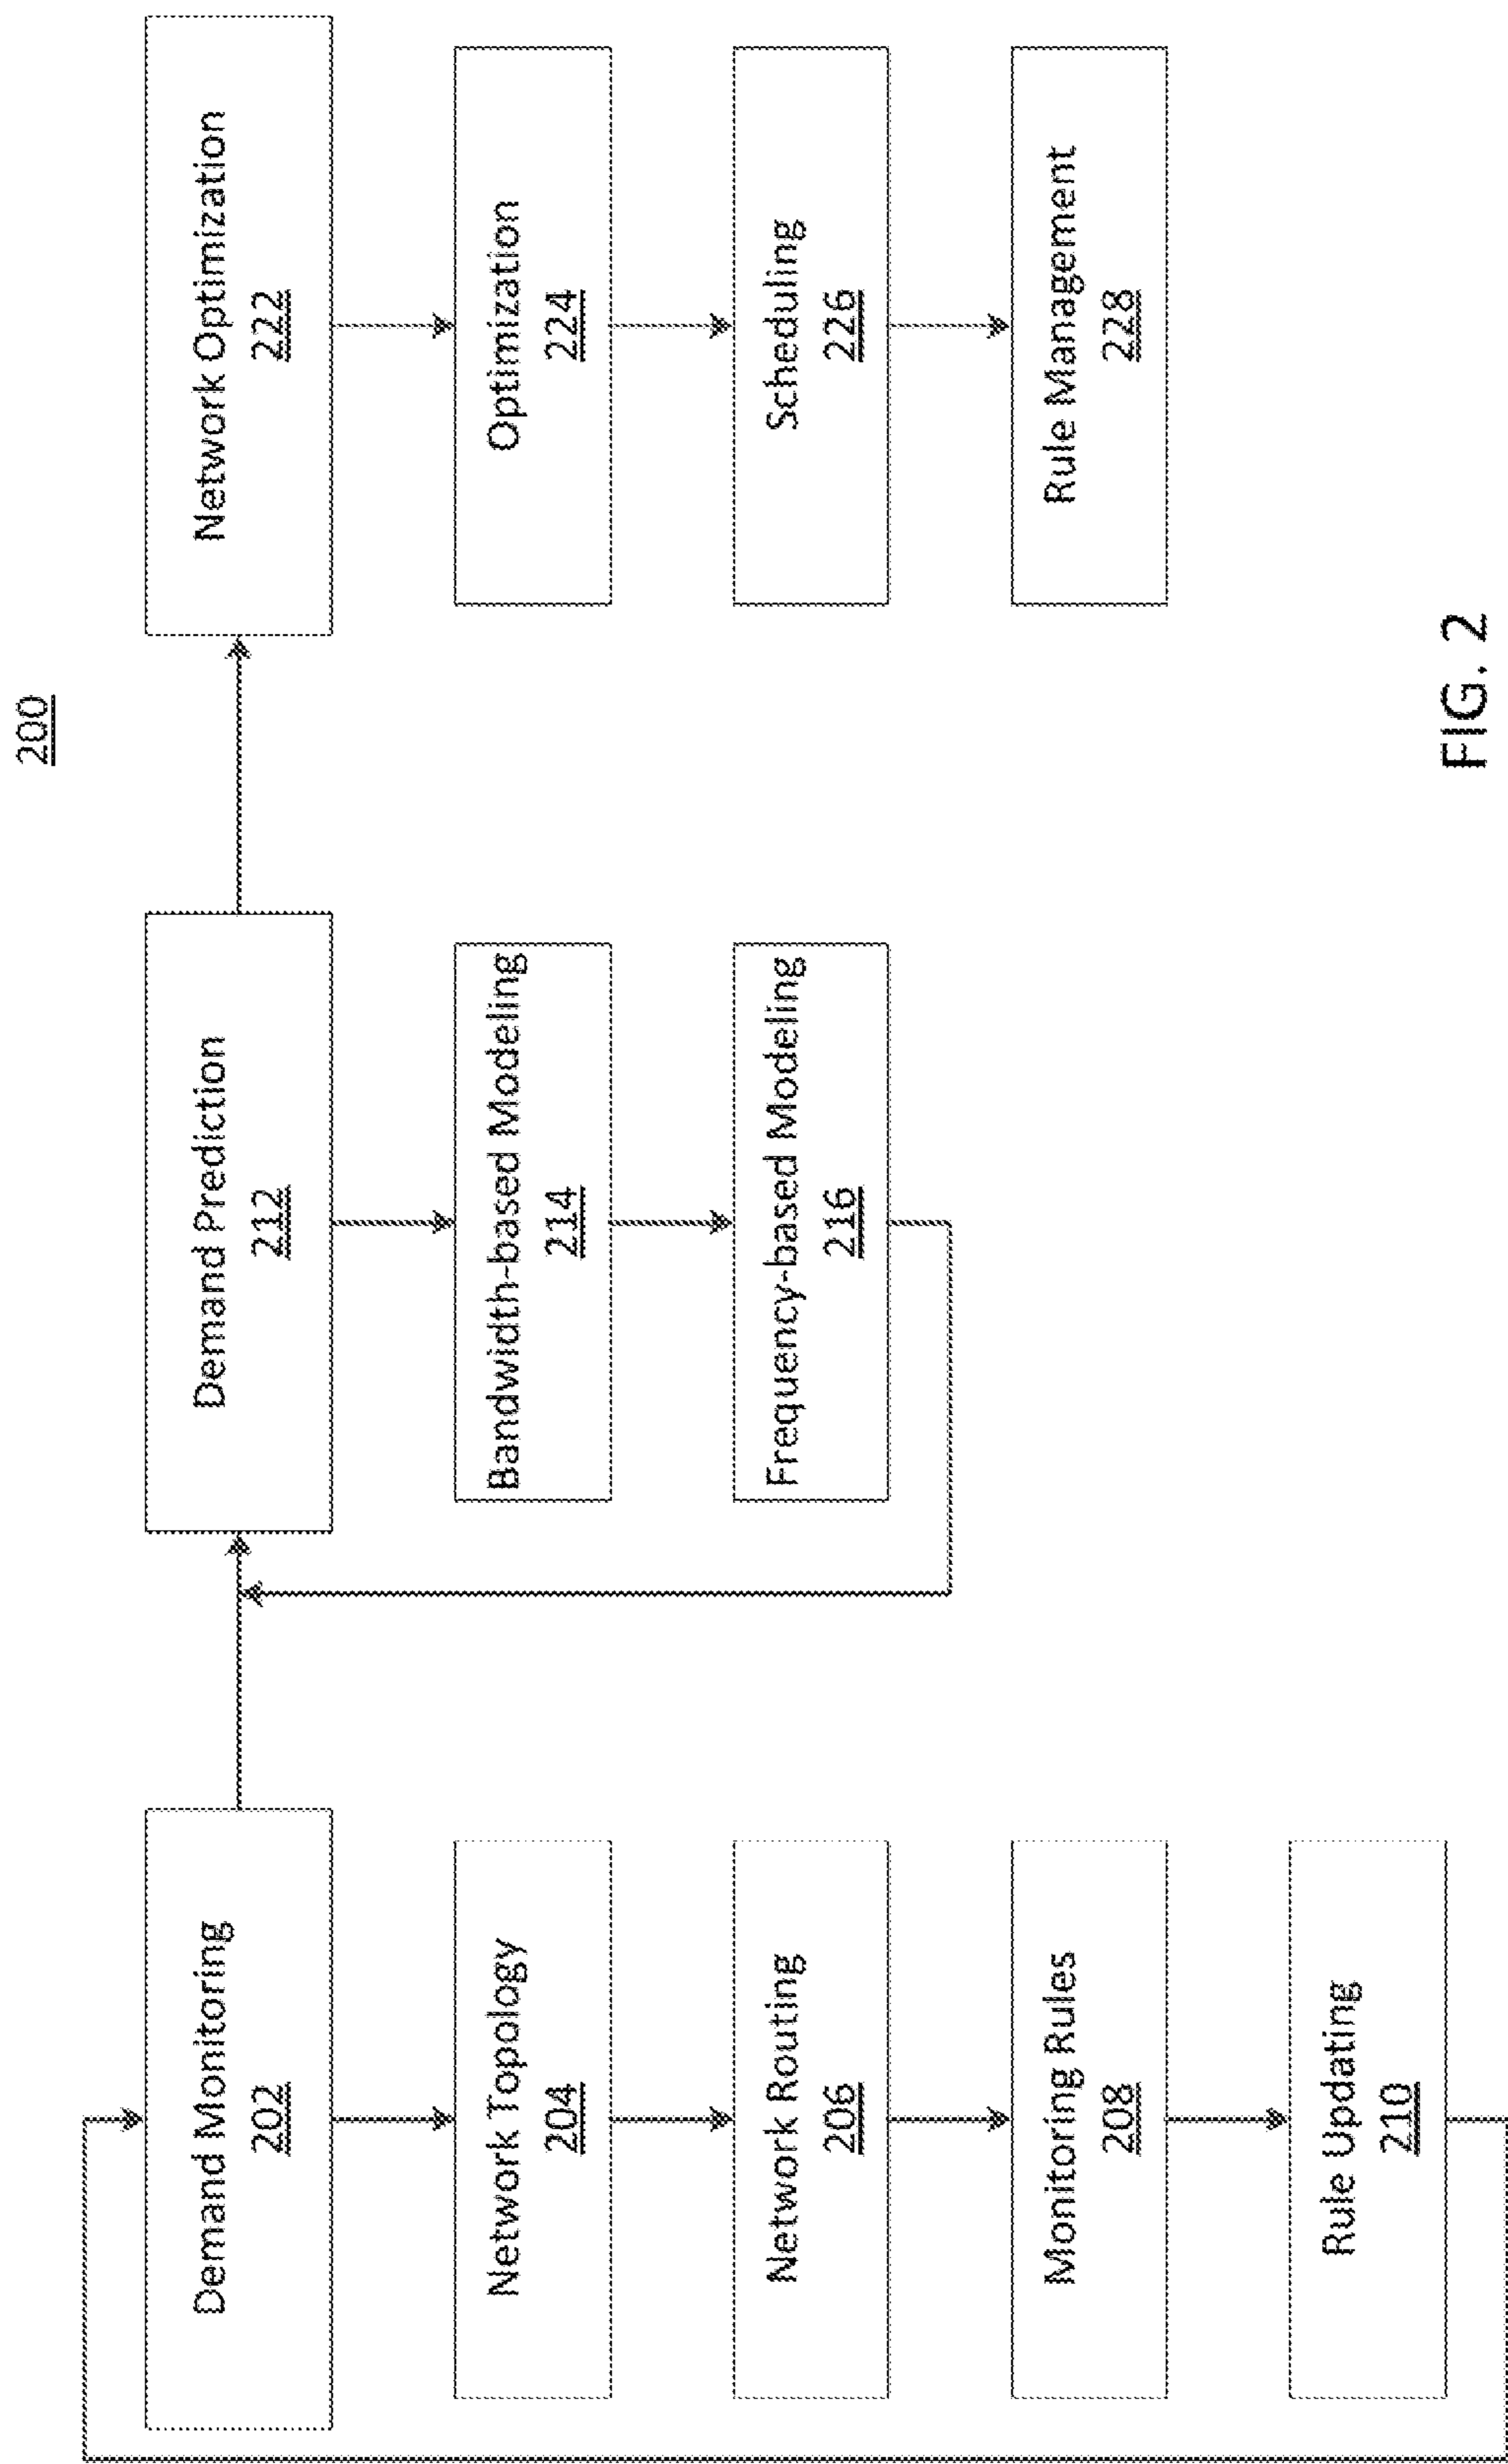 200
Demand Monitoring
202
Network Topology
204
Network Routing
206
Monitoring Rules
208
Rule Updating
210
Demand Prediction
212
Bandwidth-based Modeling
214
Frequency-based Modeling
216
Network Optimization
222
Optimization
224
Scheduling
226
Rule Management
228
FIG. 2